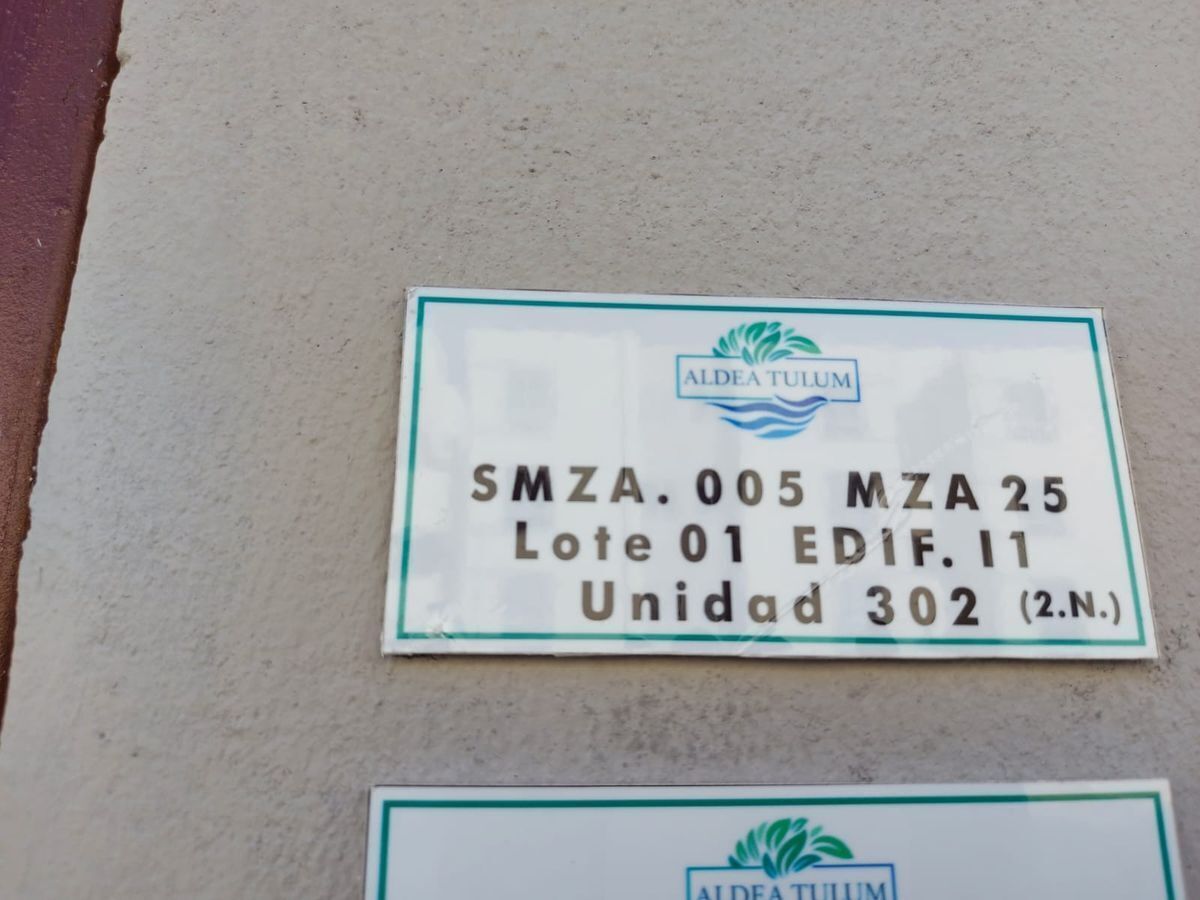 ALDEA TULUM
SMZA. 005 MZA 25
Lote 01 EDIF. 11
Unidad 302 (2.N.)
ALDEA TULUM